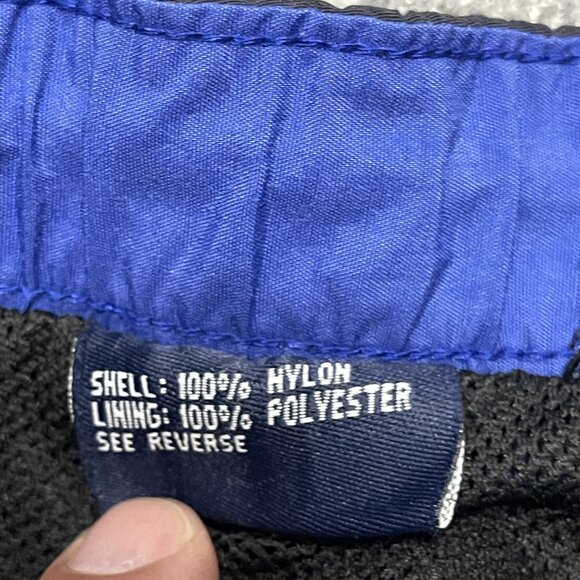 SHELL: 100% NYLON
LINING: 100% POLYESTER
SEE REVERSE